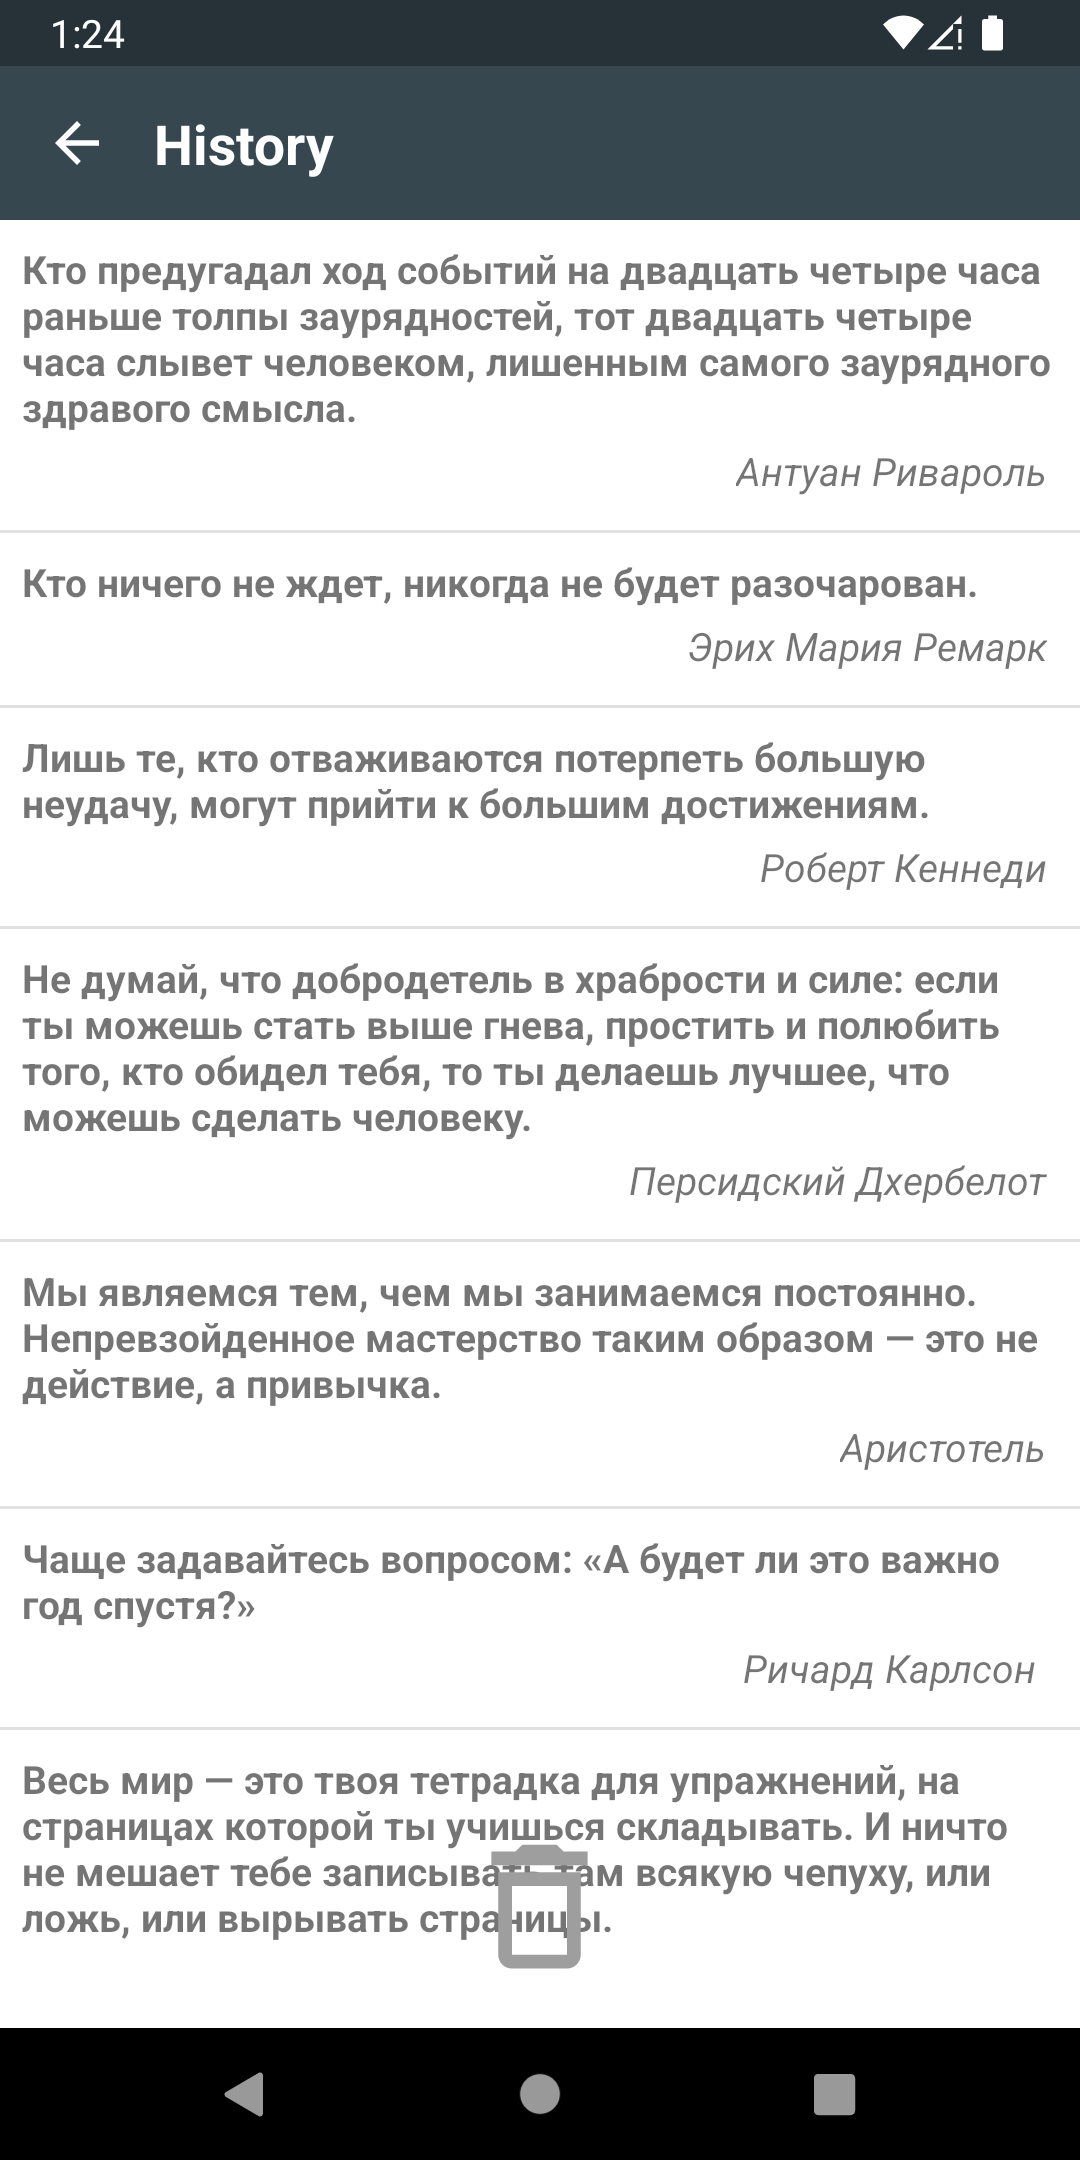 1:24
History
Кто предугадал ход событий на двадцать четыре часа
раньше толпы заурядностей, тот двадцать четыре
часа слывет человеком, лишенным самого заурядного
здравого смысла.
Антуан Ривароль
Кто ничего не ждет, никогда не будет разочарован.
Эрих Мария Ремарк
Лишь те, кто отваживаются потерпеть большую
неудачу, могут прийти к большим достижениям.
Роберт Кеннеди
Не думай, что добродетель в храбрости и силе: если
ты можешь стать выше гнева, простить и полюбить
того, кто обидел тебя, то ты делаешь лучшее, что
можешь сделать человеку.
Персидский Дхербелот
Мы являемся тем, чем мы занимаемся постоянно.
Непревзойденное мастерство таким образом — это не
действие, а привычка.
Аристотель
Чаще задавайтесь вопросом: «А будет ли это важно
год спустя?»
Ричард Карлсон
Весь мир — это твоя тетрадка для упражнений, на
страницах которой ты учишься складывать. И ничто
не мешает тебе записывать там всякую чепуху, или
ложь, или вырывать страницы.